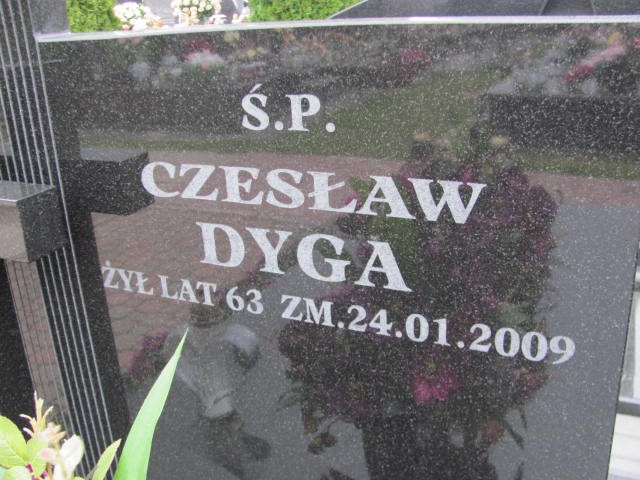 Ś.P.
CZESŁAW
DYGA
ŻYŁ LAT 63 ZM.24.01.2009